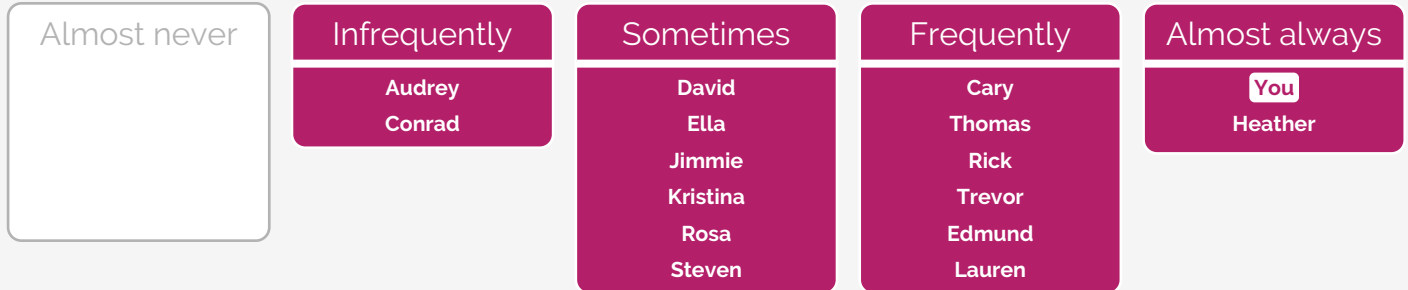 Almost never
Infrequently
Audrey
Conrad
Sometimes
David
Ella
Jimmie
Kristina
Rosa
Steven
Frequently
Cary
Thomas
Rick
Trevor
Edmund
Lauren
Almost always
You
Heather